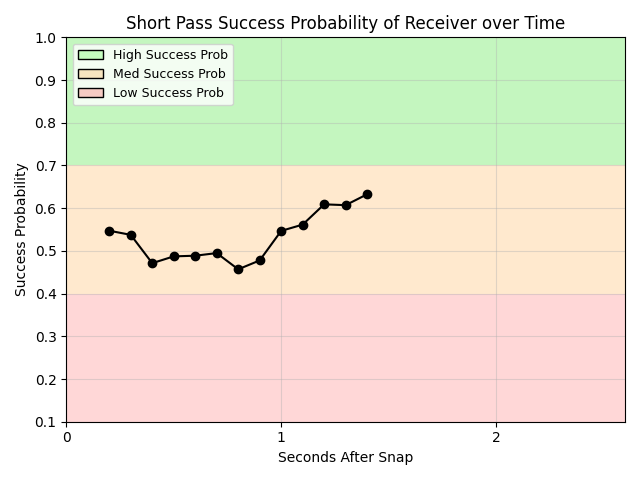 Short Pass Success Probability of Receiver over Time
High Success Prob
Med Success Prob
Low Success Prob
Success Probability
1.0
0.9
0.8
0.7
0.6
0.5
0.4
0.3
0.2
0.1
0 1 2
Seconds After Snap